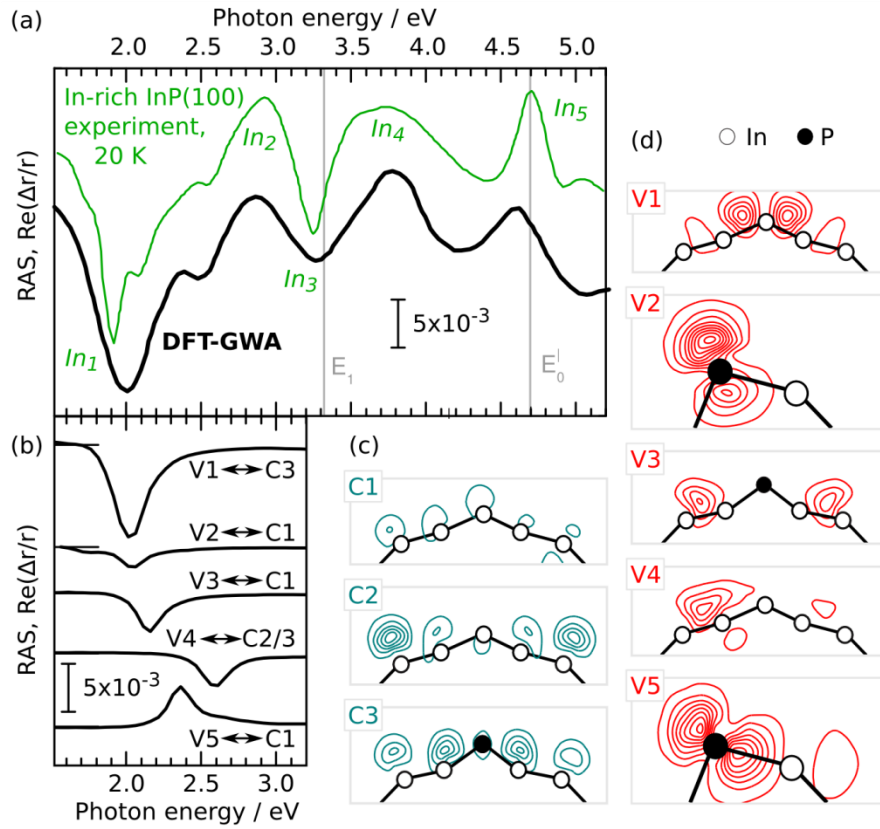 (a)
Photon energy / eV
2.0 2.5 3.0 3.5 4.0 4.5 5.0
RAS, Re(Δr/r)
In-rich InP(100)
experiment,
20 K
In₁
In₂
In₃
In₄
In₅
DFT-GWA
5x10⁻³
E₁
E₀ˡ
(b)
RAS, Re(Δr/r)
V1↔C3
V2↔C1
V3↔C1
V4↔C2/3
V5↔C1
5x10⁻³
2.0 2.5 3.0
Photon energy / eV
(c)
C1
C2
C3
(d)
In P
V1
V2
V3
V4
V5